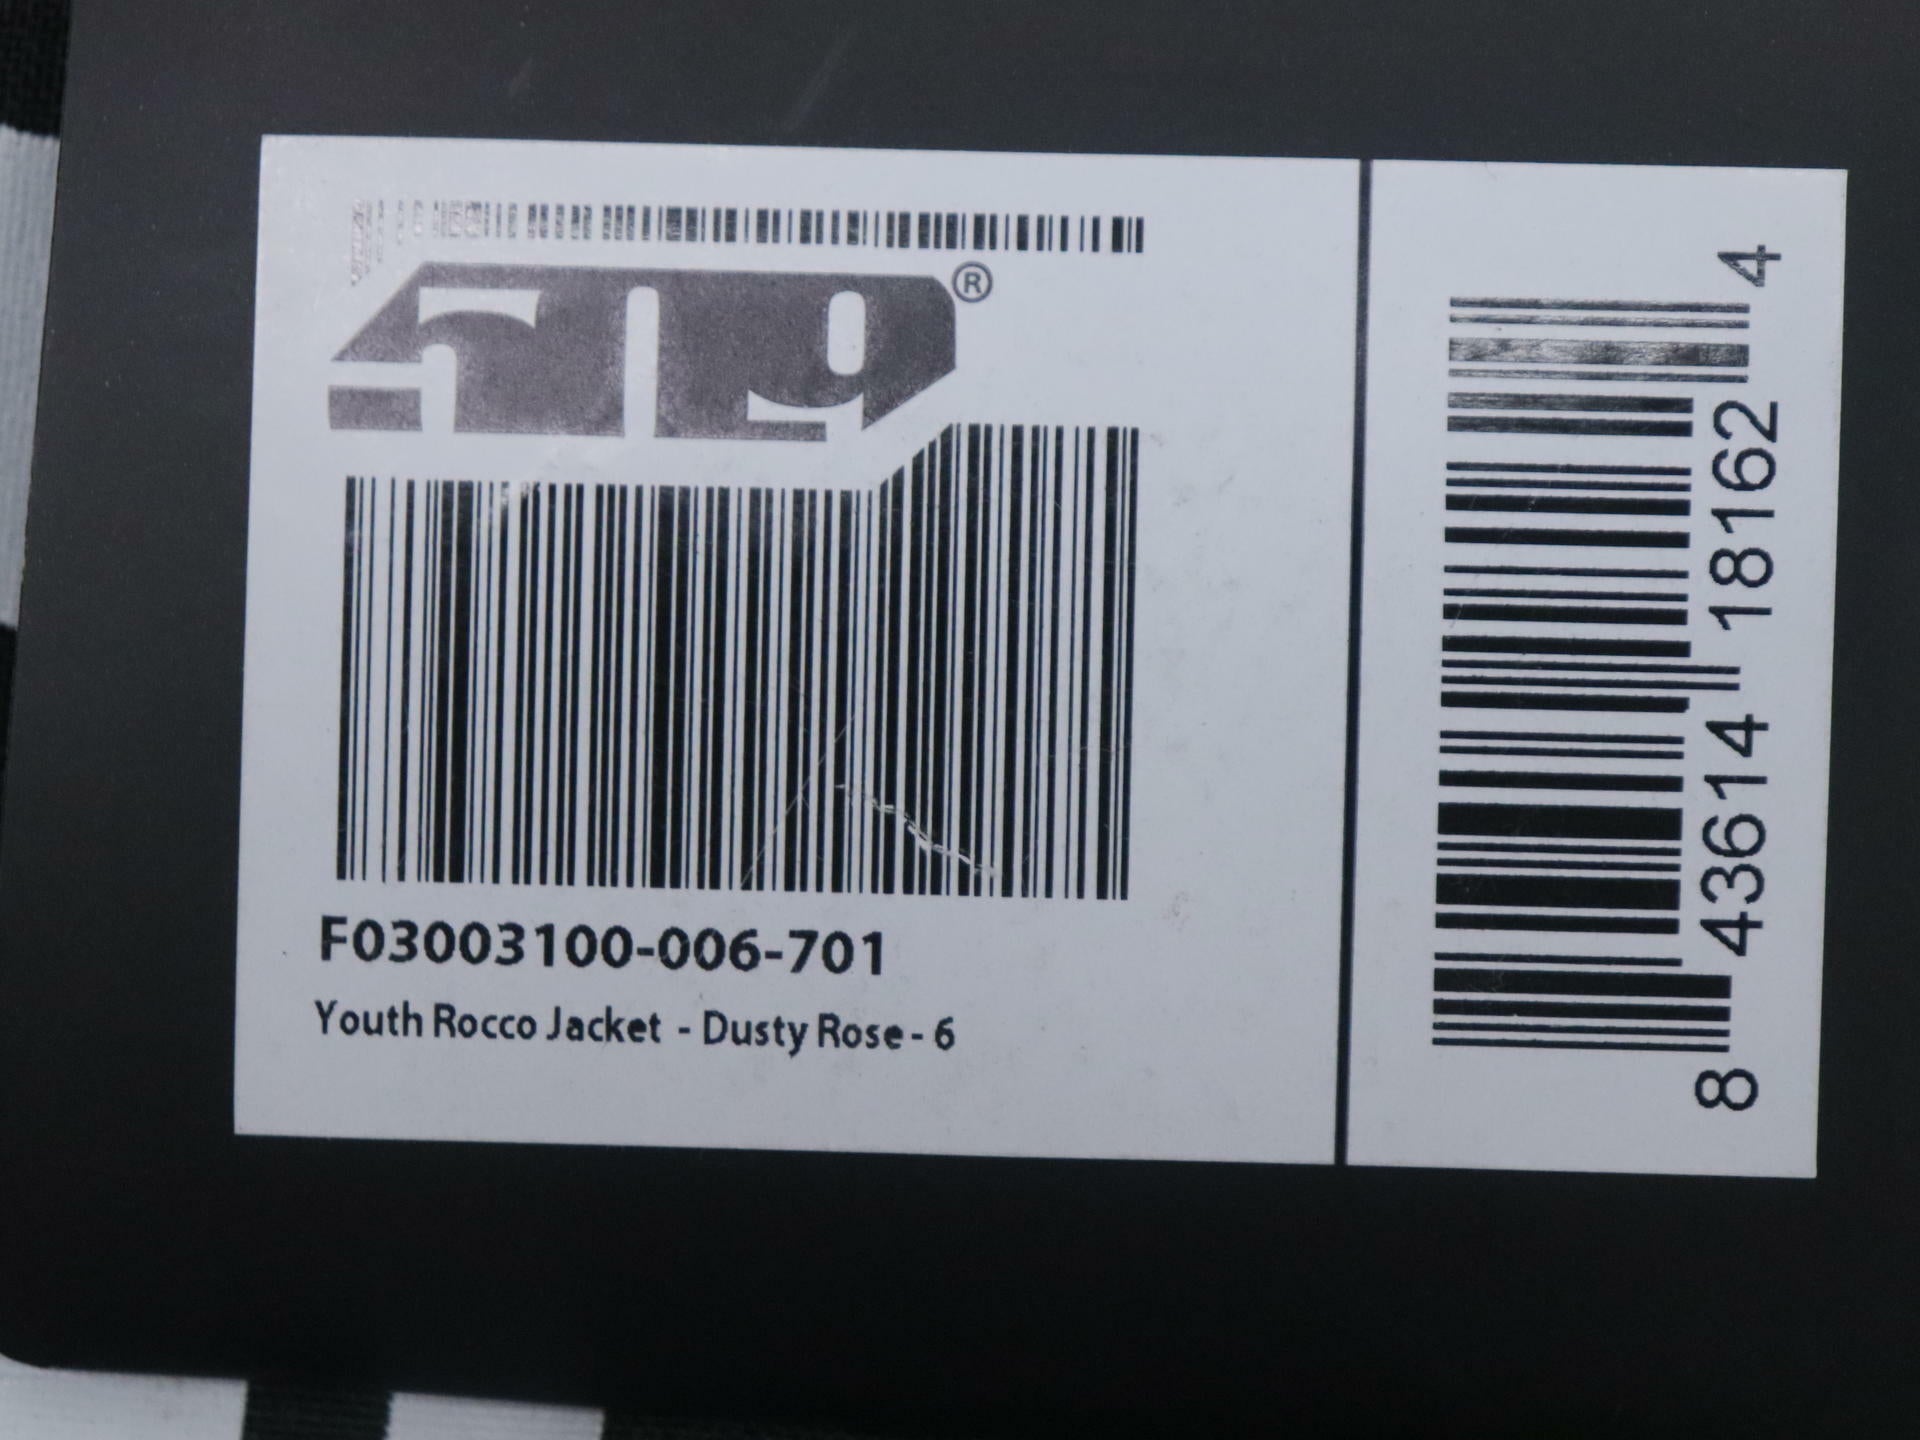 509®
F03003100-006-701
Youth Rocco Jacket - Dusty Rose - 6
8 43614 18162 4